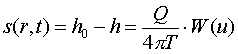 s(r,t) = h₀ − h = Q/4πT · W(u)